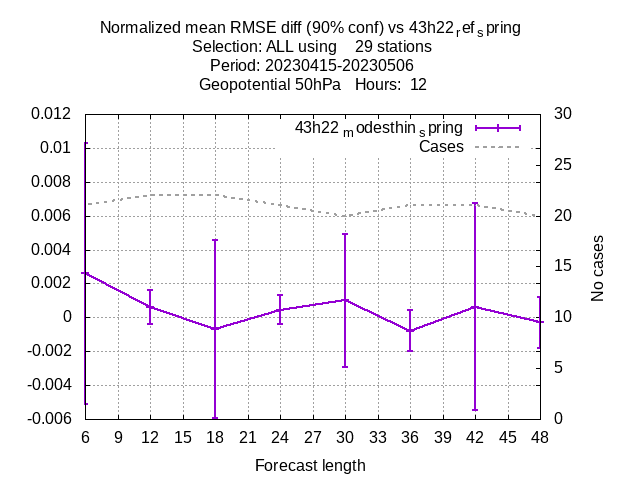 Normalized mean RMSE diff (90% conf) vs 43h22refspring
Selection: ALL using 29 stations
Period: 20230415-20230506
Geopotential 50hPa Hours: 12
43h22modesthinspring
Cases
0.012
0.01
0.008
0.006
0.004
0.002
0
-0.002
-0.004
-0.006
30
25
20
15
10
5
0
No cases
6 9 12 15 18 21 24 27 30 33 36 39 42 45 48
Forecast length